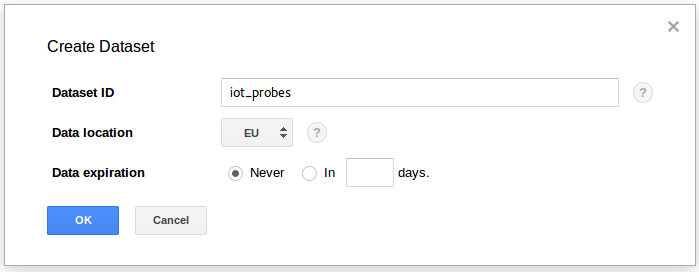 Create Dataset
Dataset ID iot_probes ?
Data location EU ?
Data expiration Never In days.
OK Cancel